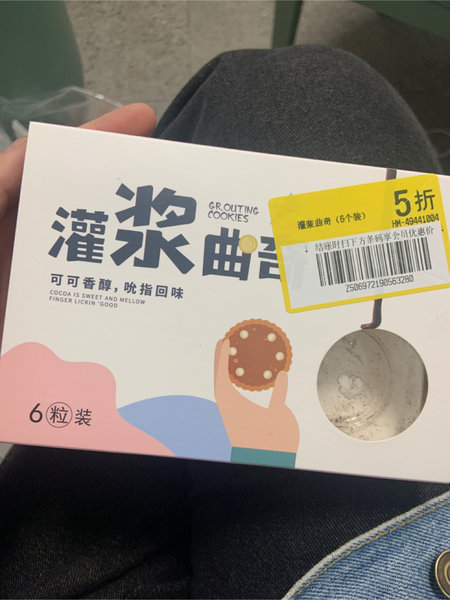 灌浆曲奇
GROUTING
COOKIES
可可香醇，吮指回味
COCOA IS SWEET AND MELLOW
FINGER LICKIN 'GOOD
6粒装
灌浆曲奇（6个装）
5折
HM-49441004
结账时扫下方条码享会员优惠价
Z506972190563280